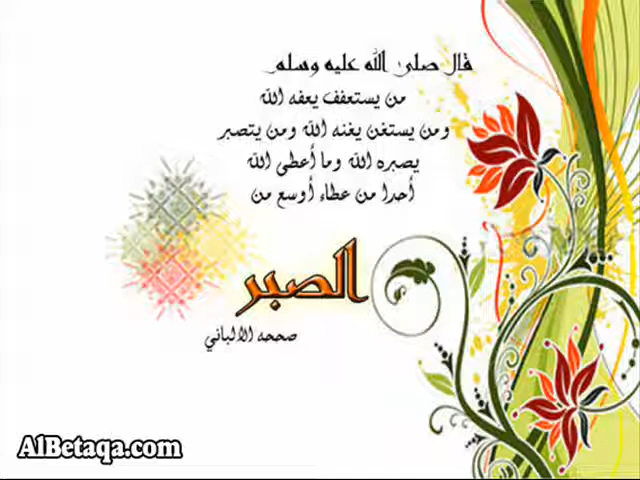 قال صلى الله عليه وسلم
من يستعفف يعفه الله
ومن يستغن يغنه الله ومن يتصبر
يصبره الله وما أعطى الله
أحدا من عطاء أوسع من
الصبر
صححه الالباني
AlBetaqa.com